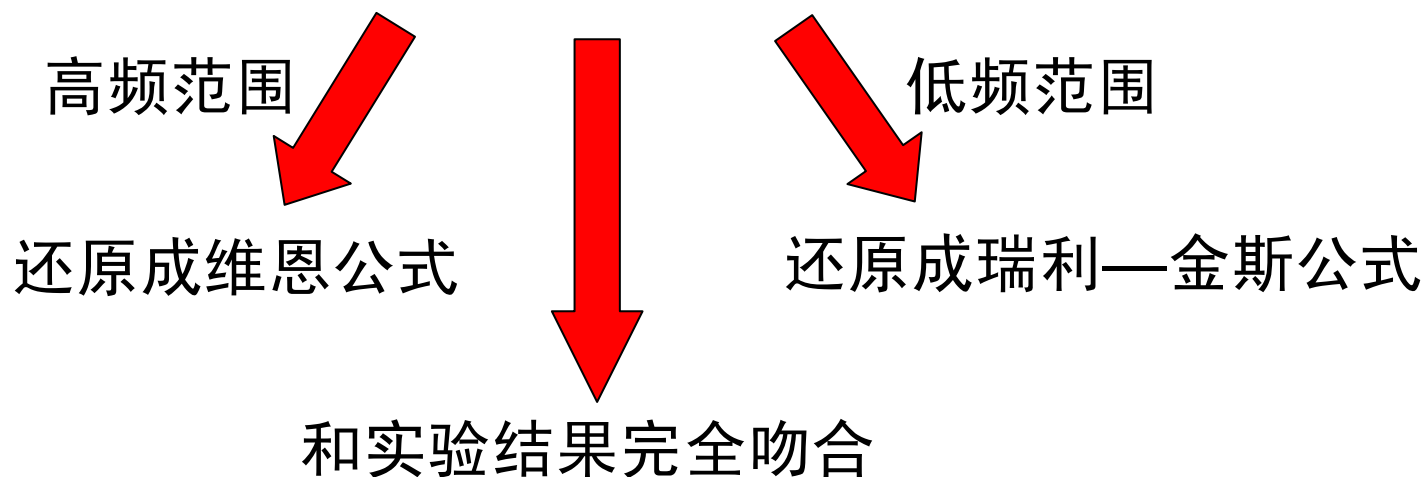 高频范围
低频范围
还原成维恩公式
还原成瑞利—金斯公式
和实验结果完全吻合